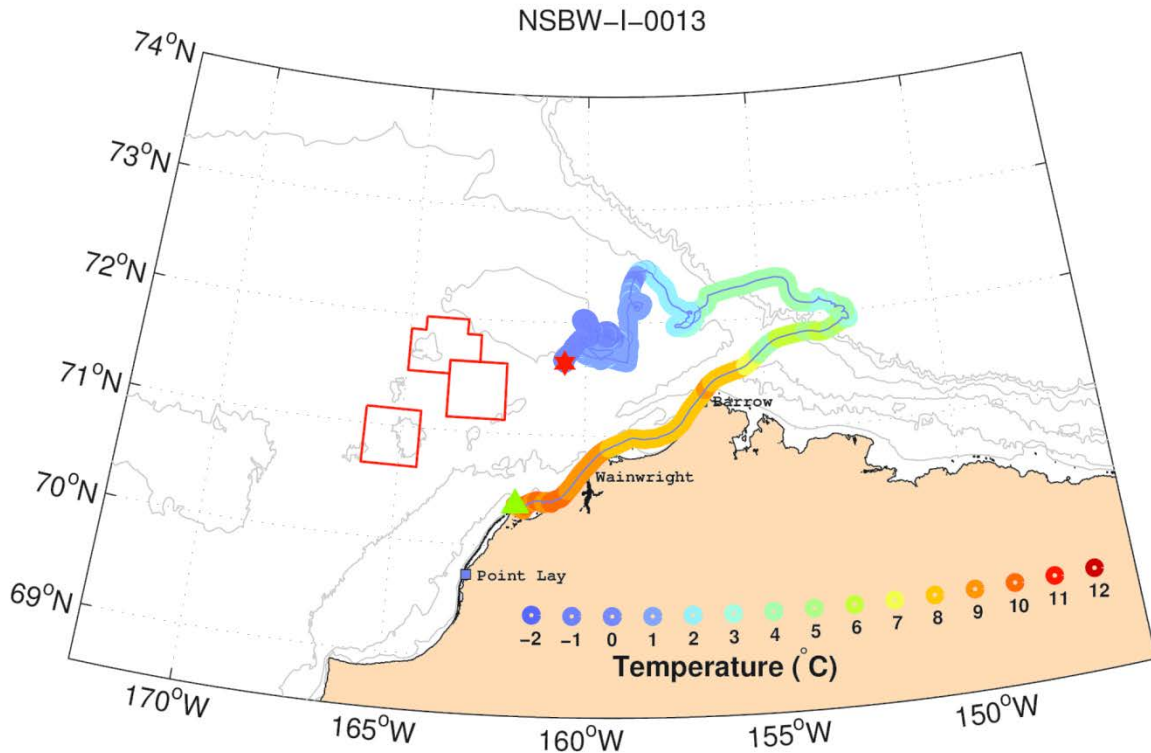 NSBW-I-0013
74°N
73°N
72°N
71°N
70°N
69°N
Barrow
Wainwright
Point Lay
-2 -1 0 1 2 3 4 5 6 7 8 9 10 11 12
Temperature (°C)
170°W 165°W 160°W 155°W 150°W